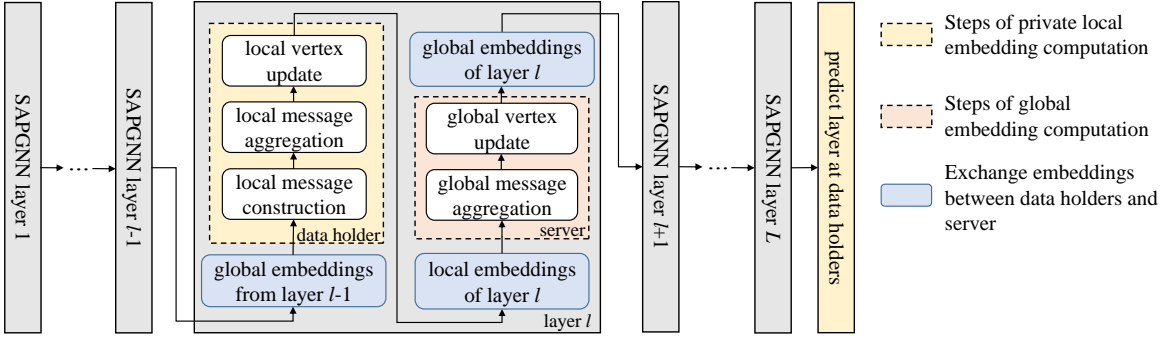 SAPGNN layer 1
...
SAPGNN layer l-1
local vertex
update
local message
aggregation
local message
construction
data holder
global embeddings
from layer l-1
global embeddings
of layer l
global vertex
update
global message
aggregation
server
local embeddings
of layer l
layer l
SAPGNN layer l+1
...
SAPGNN layer L
predict layer at data holders
Steps of private local
embedding computation
Steps of global
embedding computation
Exchange embeddings
between data holders and
server